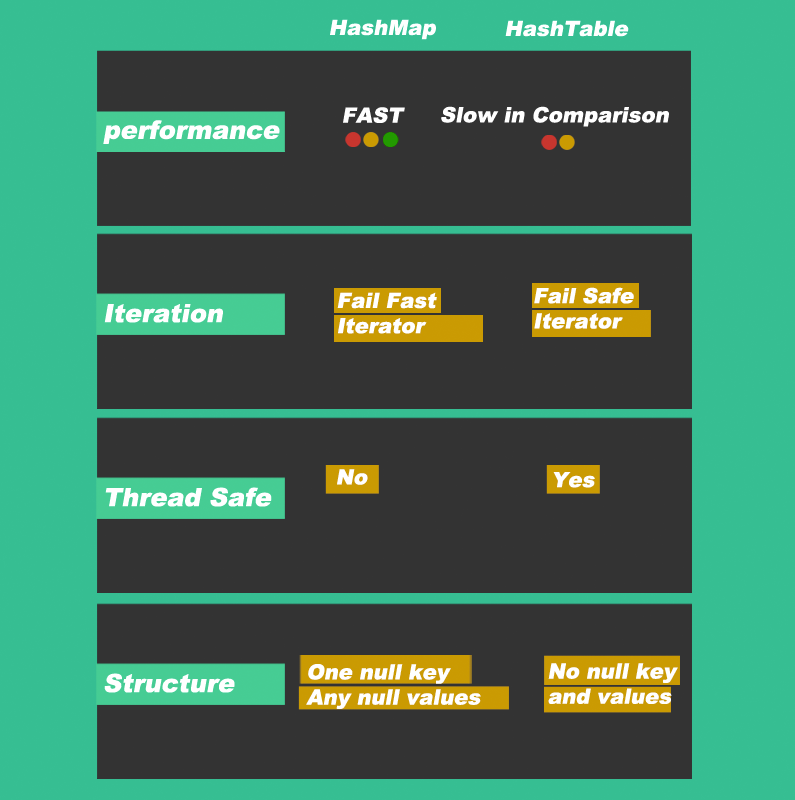 HashMap HashTable
performance FAST Slow in Comparison
Iteration Fail Fast Iterator Fail Safe Iterator
Thread Safe No Yes
Structure One null key Any null values No null key and values